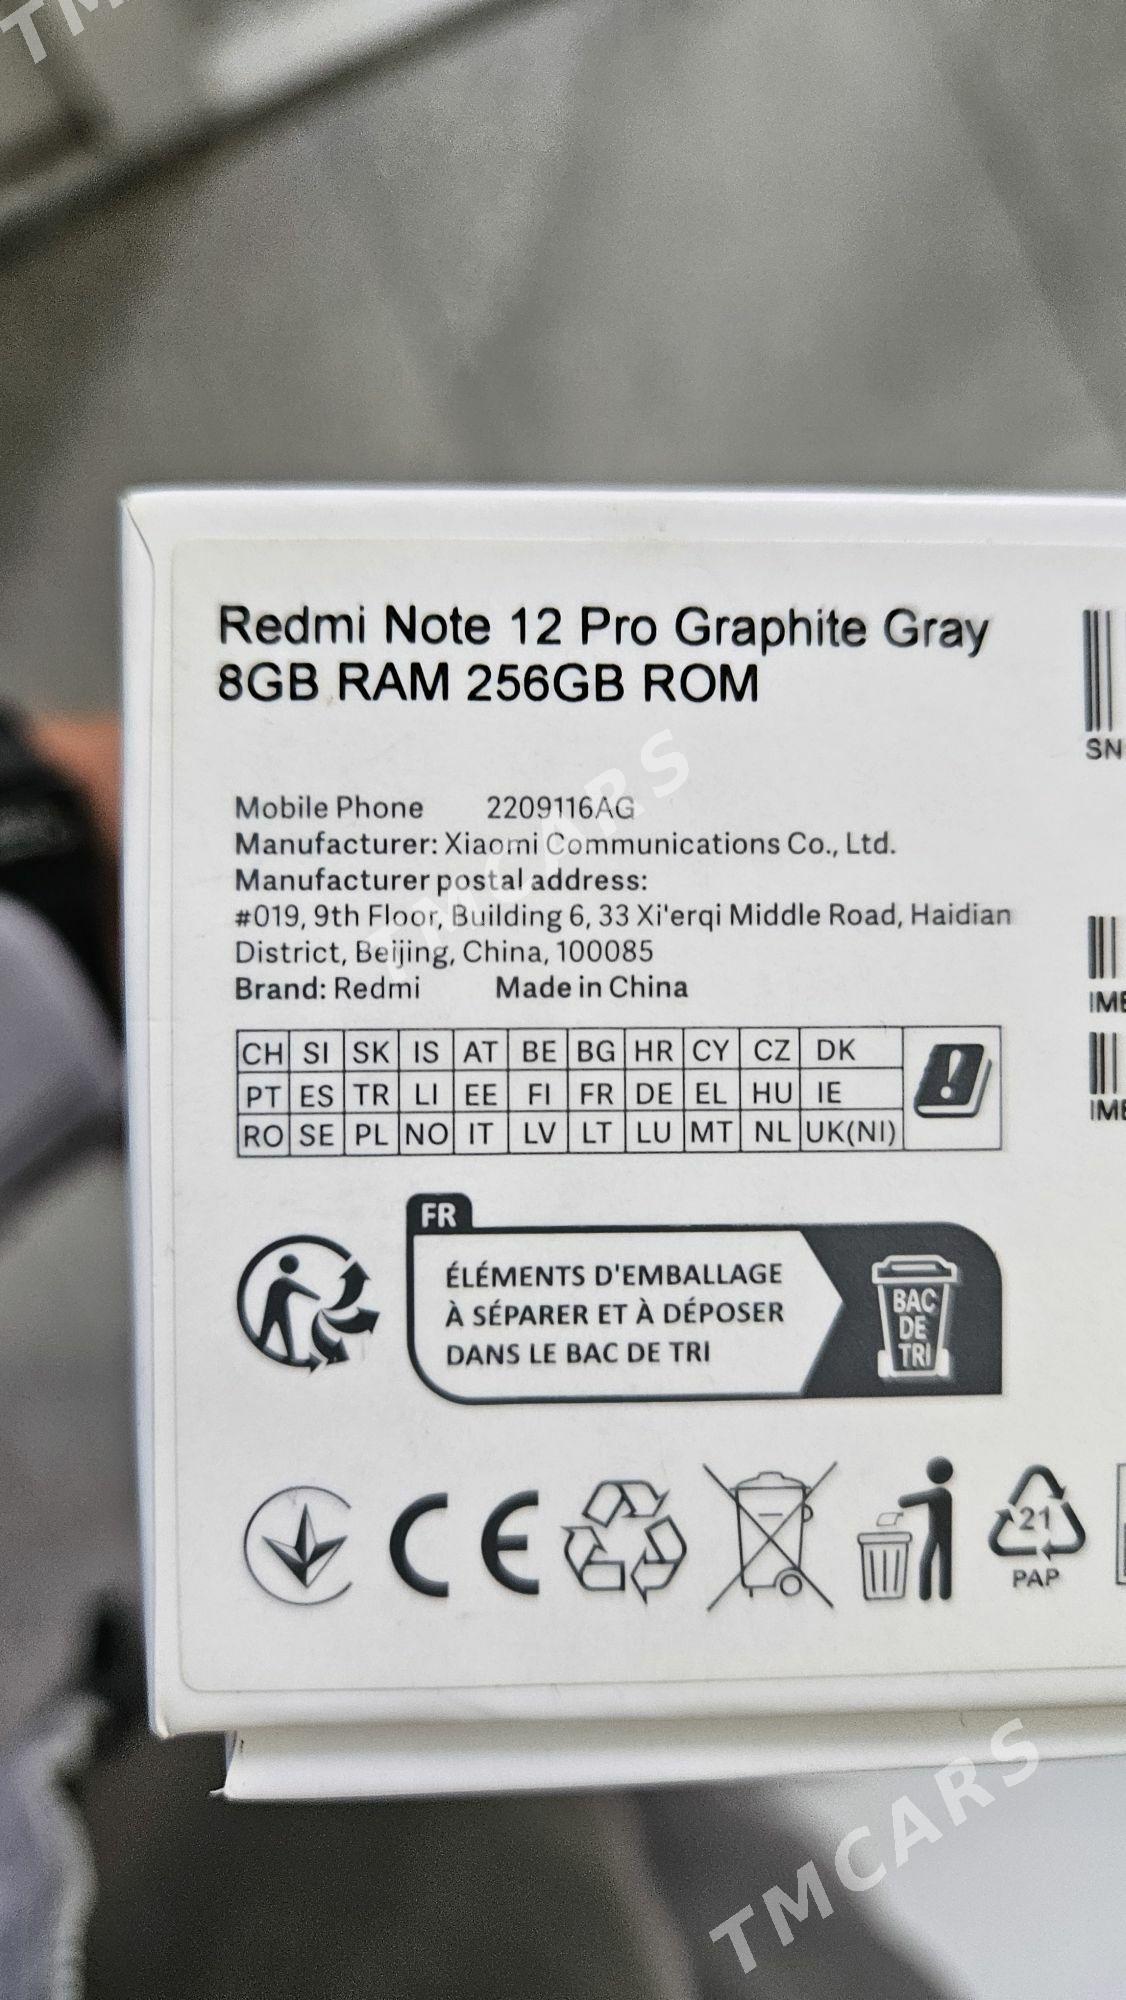 TM
Redmi Note 12 Pro Graphite Gray
8GB RAM 256GB ROM
SN
Mobile Phone 2209116AG
Manufacturer: Xiaomi Communications Co., Ltd.
Manufacturer postal address:
#019, 9th Floor, Building 6, 33 Xi'erqi Middle Road, Haidian
District, Beijing, China, 100085
Brand: Redmi Made in China
IME
IME
CH SI SK IS AT BE BG HR CY CZ DK
PT ES TR LI EE FI FR DE EL HU IE
RO SE PL NO IT LV LT LU MT NL UK(NI)
FR
ÉLÉMENTS D'EMBALLAGE
À SÉPARER ET À DÉPOSER
DANS LE BAC DE TRI
BAC
DE
TRI
CE
21
PAP
TMCARS
TMCARS